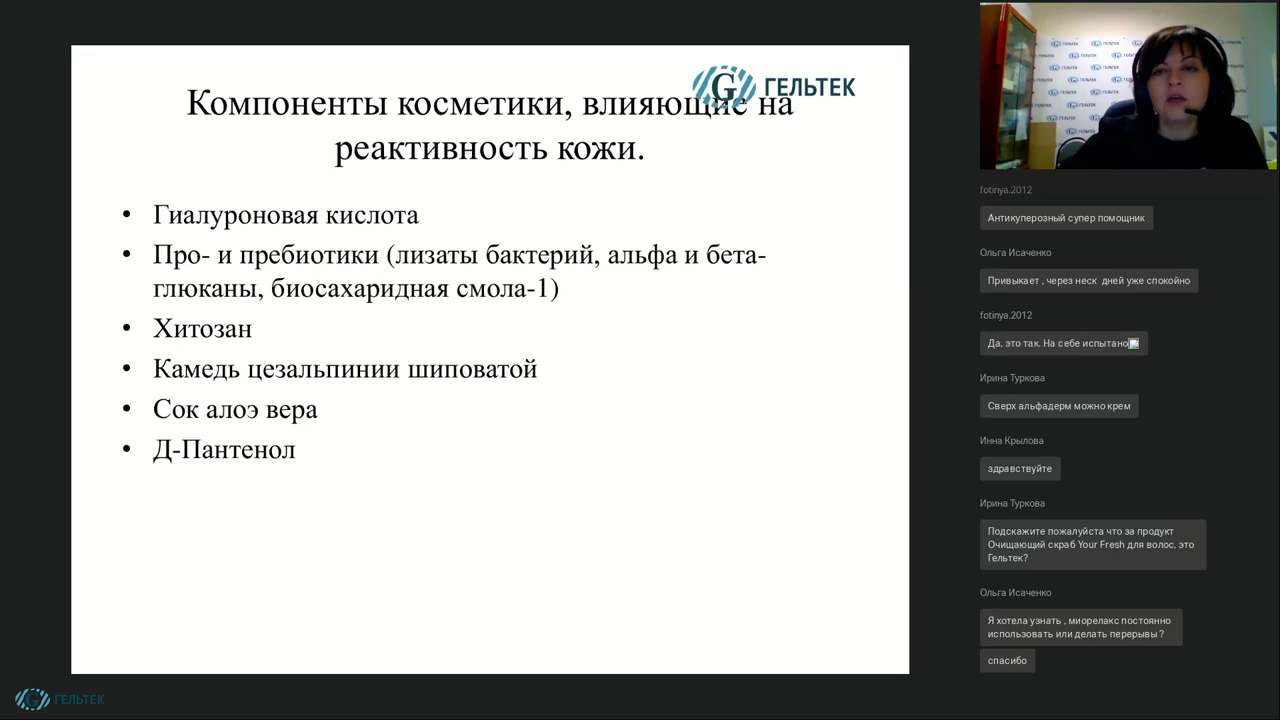 ГЕЛЬТЕК
Компоненты косметики, влияющие на
реактивность кожи.
• Гиалуроновая кислота
• Про- и пребиотики (лизаты бактерий, альфа и бета-
глюканы, биосахаридная смола-1)
• Хитозан
• Камедь цезальпинии шиповатой
• Сок алоэ вера
• Д-Пантенол
fotinya.2012
Антикуперозный супер помощник
Ольга Исаченко
Привыкает , через неск дней уже спокойно
fotinya.2012
Да, это так. На себе испытано
Ирина Туркова
Сверх альфадерм можно крем
Инна Крылова
здравствуйте
Ирина Туркова
Подскажите пожалуйста что за продукт
Очищающий скраб Your Fresh для волос, это
Гельтек?
Ольга Исаченко
Я хотела узнать , миорелакс постоянно
использовать или делать перерывы ?
спасибо
ГЕЛЬТЕК